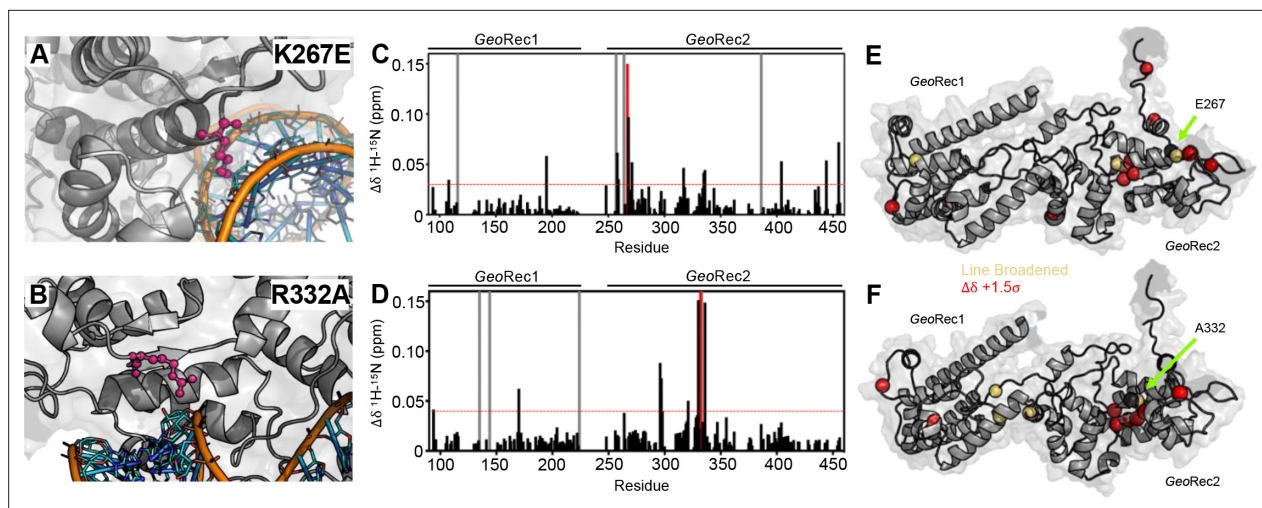 A
K267E
B
R332A
C
GeoRec1
GeoRec2
0.15
0.10
0.05
0
Δδ ¹H-¹⁵N (ppm)
100
150
200
250
300
350
400
450
Residue
D
GeoRec1
GeoRec2
0.15
0.10
0.05
0
Δδ ¹H-¹⁵N (ppm)
100
150
200
250
300
350
400
450
Residue
E
GeoRec1
E267
GeoRec2
Line Broadened
Δδ +1.5σ
F
GeoRec1
A332
GeoRec2